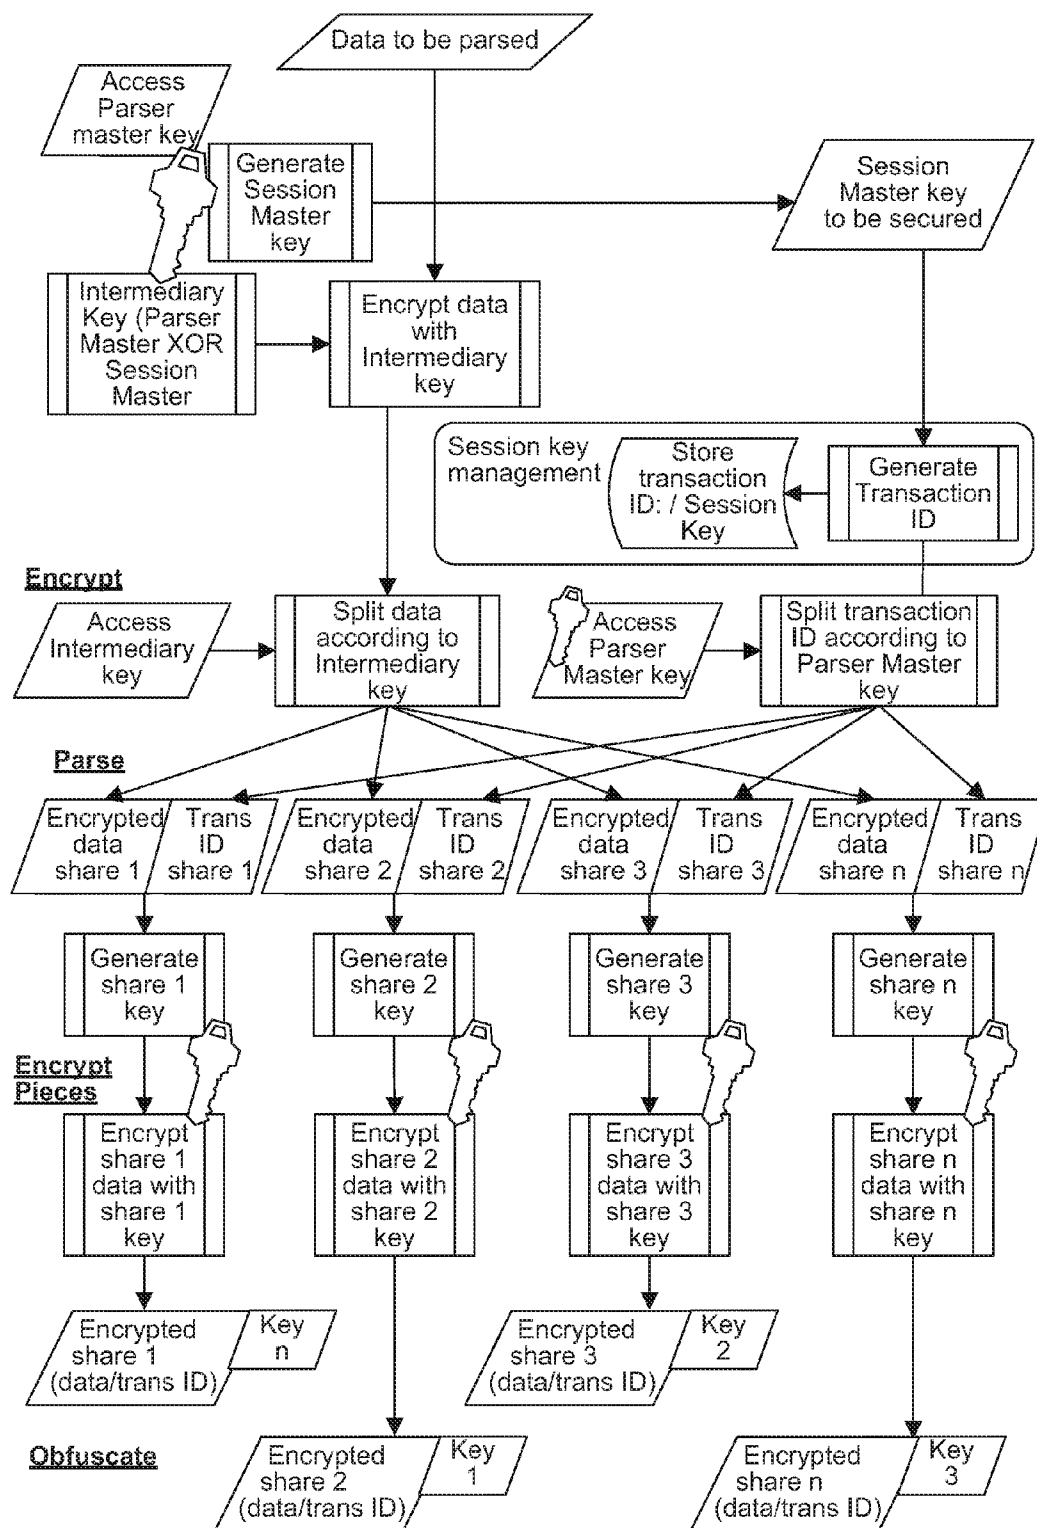 Data to be parsed
Access
Parser
master key
Generate
Session
Master
key
Session
Master key
to be secured
Intermediary
Key (Parser
Master XOR
Session
Master
Encrypt data
with
Intermediary
key
Session key
management
Store
transaction
ID: / Session
Key
Generate
Transaction
ID
Encrypt
Access
Intermediary
key
Split data
according to
Intermediary
key
Access
Parser
Master key
Split transaction
ID according to
Parser Master
key
Parse
Encrypted
data
share 1
Trans
ID
share 1
Encrypted
data
share 2
Trans
ID
share 2
Encrypted
data
share 3
Trans
ID
share 3
Encrypted
data
share n
Trans
ID
share n
Generate
share 1
key
Generate
share 2
key
Generate
share 3
key
Generate
share n
key
Encrypt
Pieces
Encrypt
share 1
data with
share 1
key
Encrypt
share 2
data with
share 2
key
Encrypt
share 3
data with
share 3
key
Encrypt
share n
data with
share n
key
Encrypted
share 1
(data/trans ID)
Key
n
Encrypted
share 3
(data/trans ID)
Key
2
Obfuscate
Encrypted
share 2
(data/trans ID)
Key
1
Encrypted
share n
(data/trans ID)
Key
3